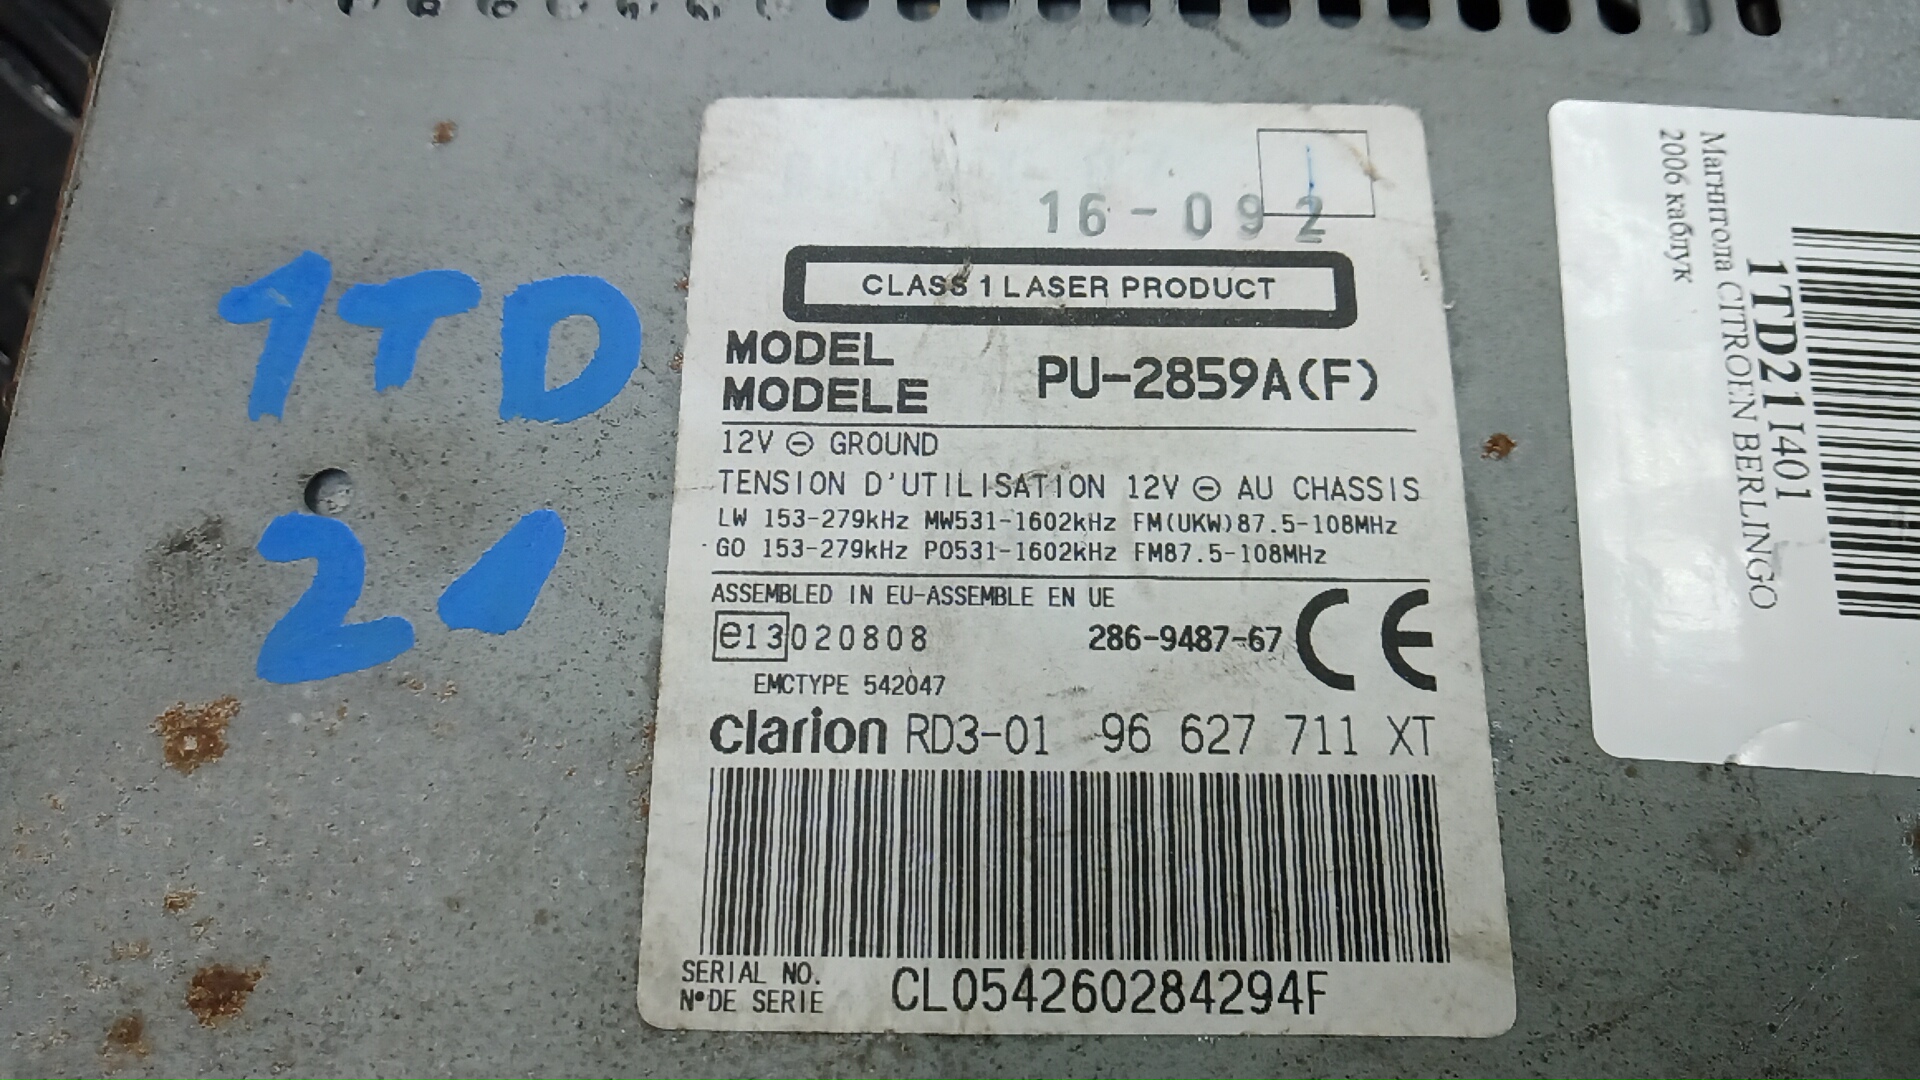 1TD
21
16-092
CLASS 1 LASER PRODUCT
MODEL
MODELE
PU-2859A(F)
12V ⊖ GROUND
TENSION D'UTILISATION 12V ⊖ AU CHASSIS
LW 153-279kHz MW531-1602kHz FM(UKW)87.5-108MHz
GO 153-279kHz PO531-1602kHz FM87.5-108MHz
ASSEMBLED IN EU-ASSEMBLE EN UE
e13 020808 286-9487-67 CE
EMCTYPE 542047
clarion RD3-01 96 627 711 XT
SERIAL NO.
N° DE SERIE
CL054260284294F
1TD21 I401
Магнитола CITROEN BERLINGO
2006 каблук